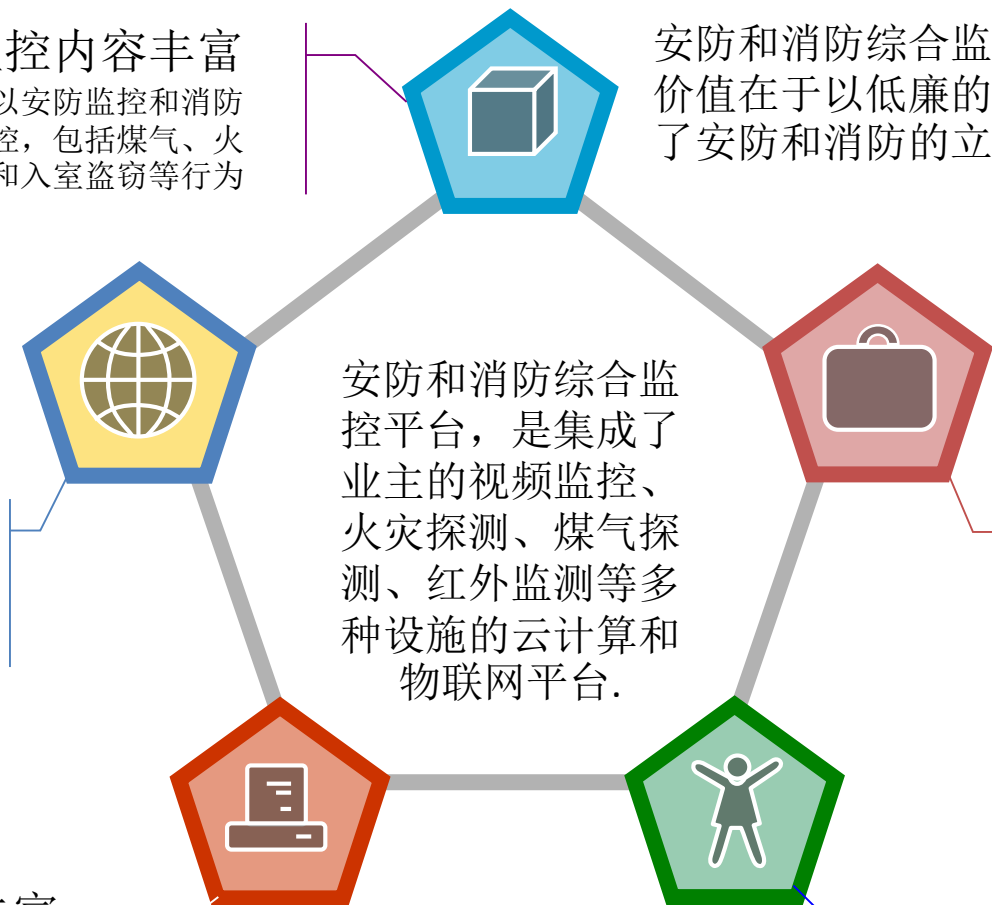 控内容丰富
以安防监控和消防
控，包括煤气、火
和入室盗窃等行为
安防和消防综合监
价值在于以低廉的
了安防和消防的立
安防和消防综合监
控平台，是集成了
业主的视频监控、
火灾探测、煤气探
测、红外监测等多
种设施的云计算和
物联网平台.